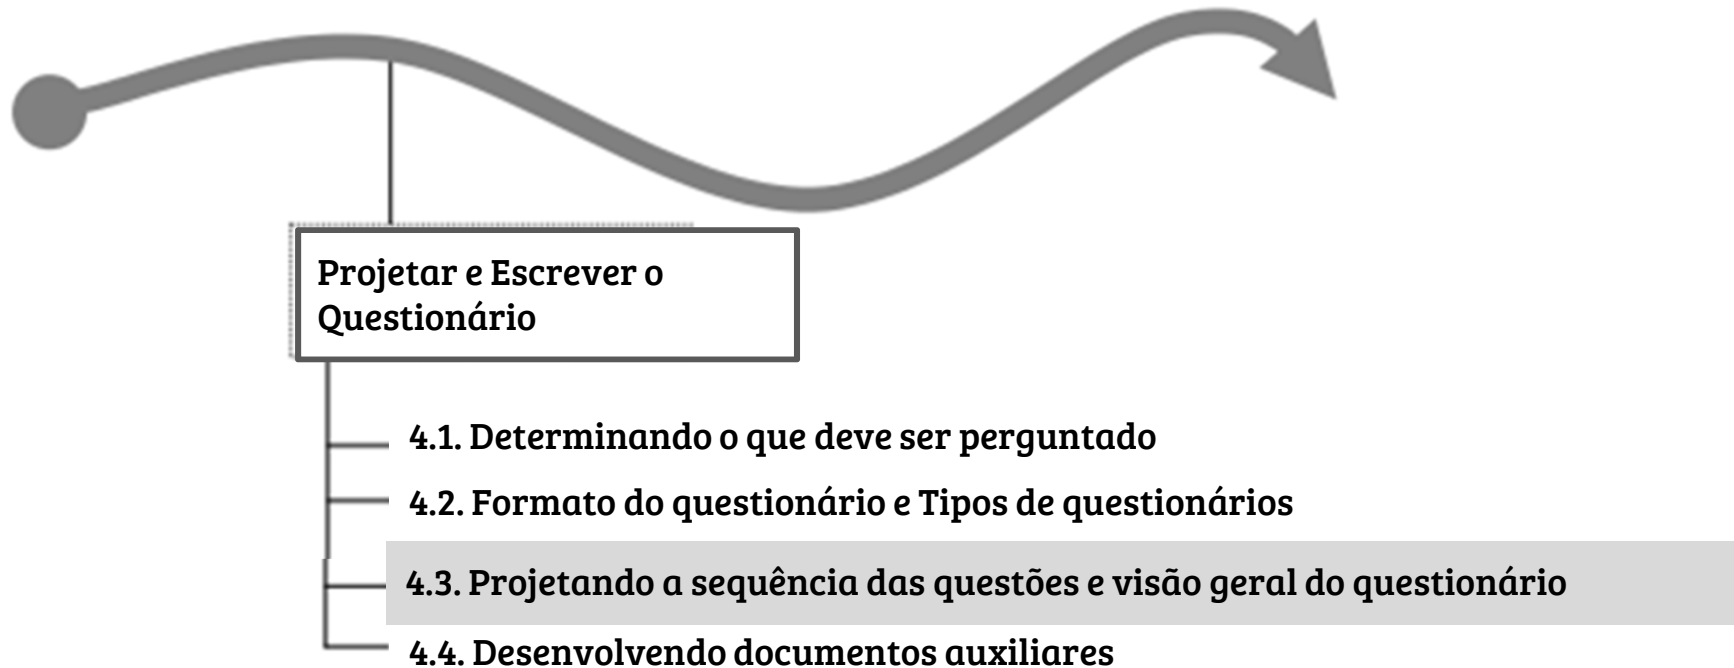 Projetar e Escrever o
Questionário
4.1. Determinando o que deve ser perguntado
4.2. Formato do questionário e Tipos de questionários
4.3. Projetando a sequência das questões e visão geral do questionário
4.4. Desenvolvendo documentos auxiliares